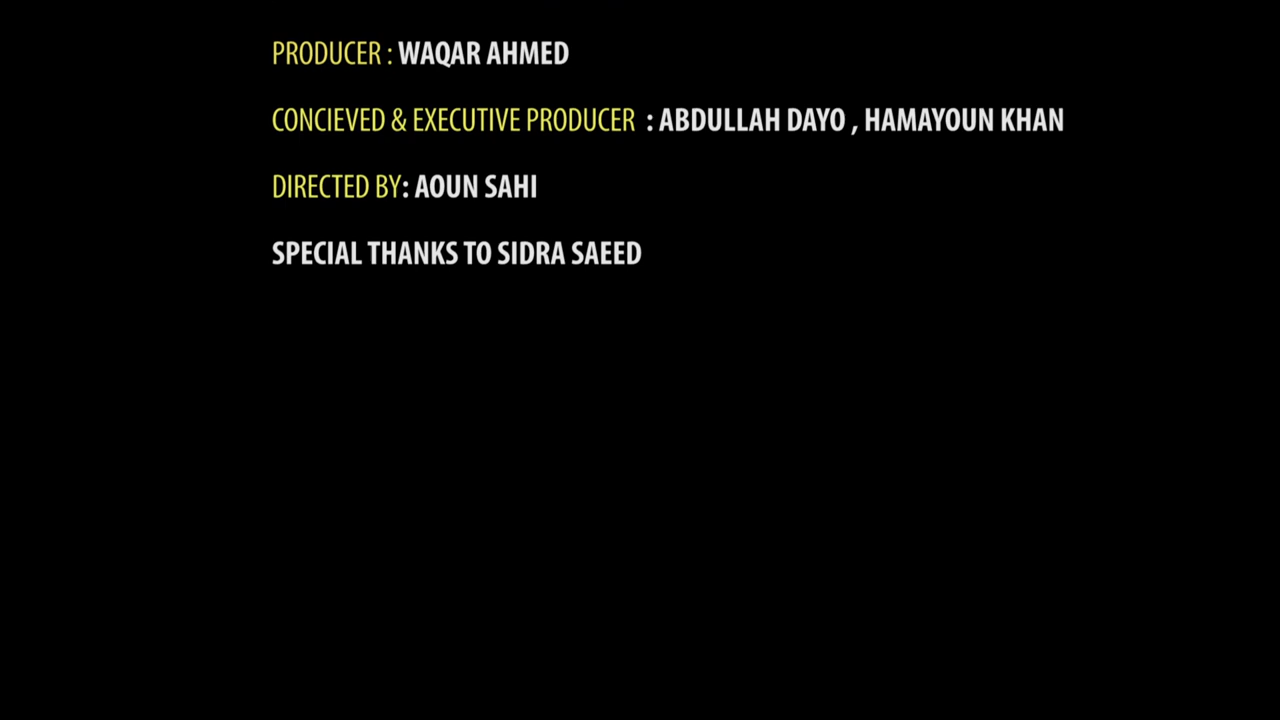 PRODUCER : WAQAR AHMED
CONCIEVED & EXECUTIVE PRODUCER : ABDULLAH DAYO , HAMAYOUN KHAN
DIRECTED BY: AOUN SAHI
SPECIAL THANKS TO SIDRA SAEED